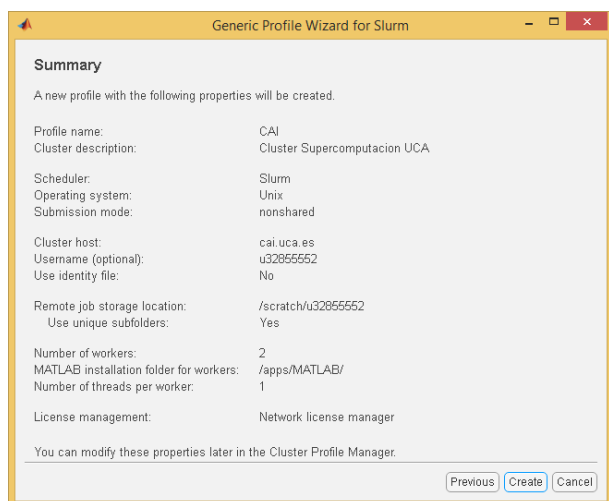 Generic Profile Wizard for Slurm
Summary
A new profile with the following properties will be created.
Profile name: CAI
Cluster description: Cluster Supercomputacion UCA
Scheduler: Slurm
Operating system: Unix
Submission mode: nonshared
Cluster host: cai.uca.es
Username (optional): u32855552
Use identity file: No
Remote job storage location: /scratch/u32855552
Use unique subfolders: Yes
Number of workers: 2
MATLAB installation folder for workers: /apps/MATLAB/
Number of threads per worker: 1
License management: Network license manager
You can modify these properties later in the Cluster Profile Manager.
Previous Create Cancel